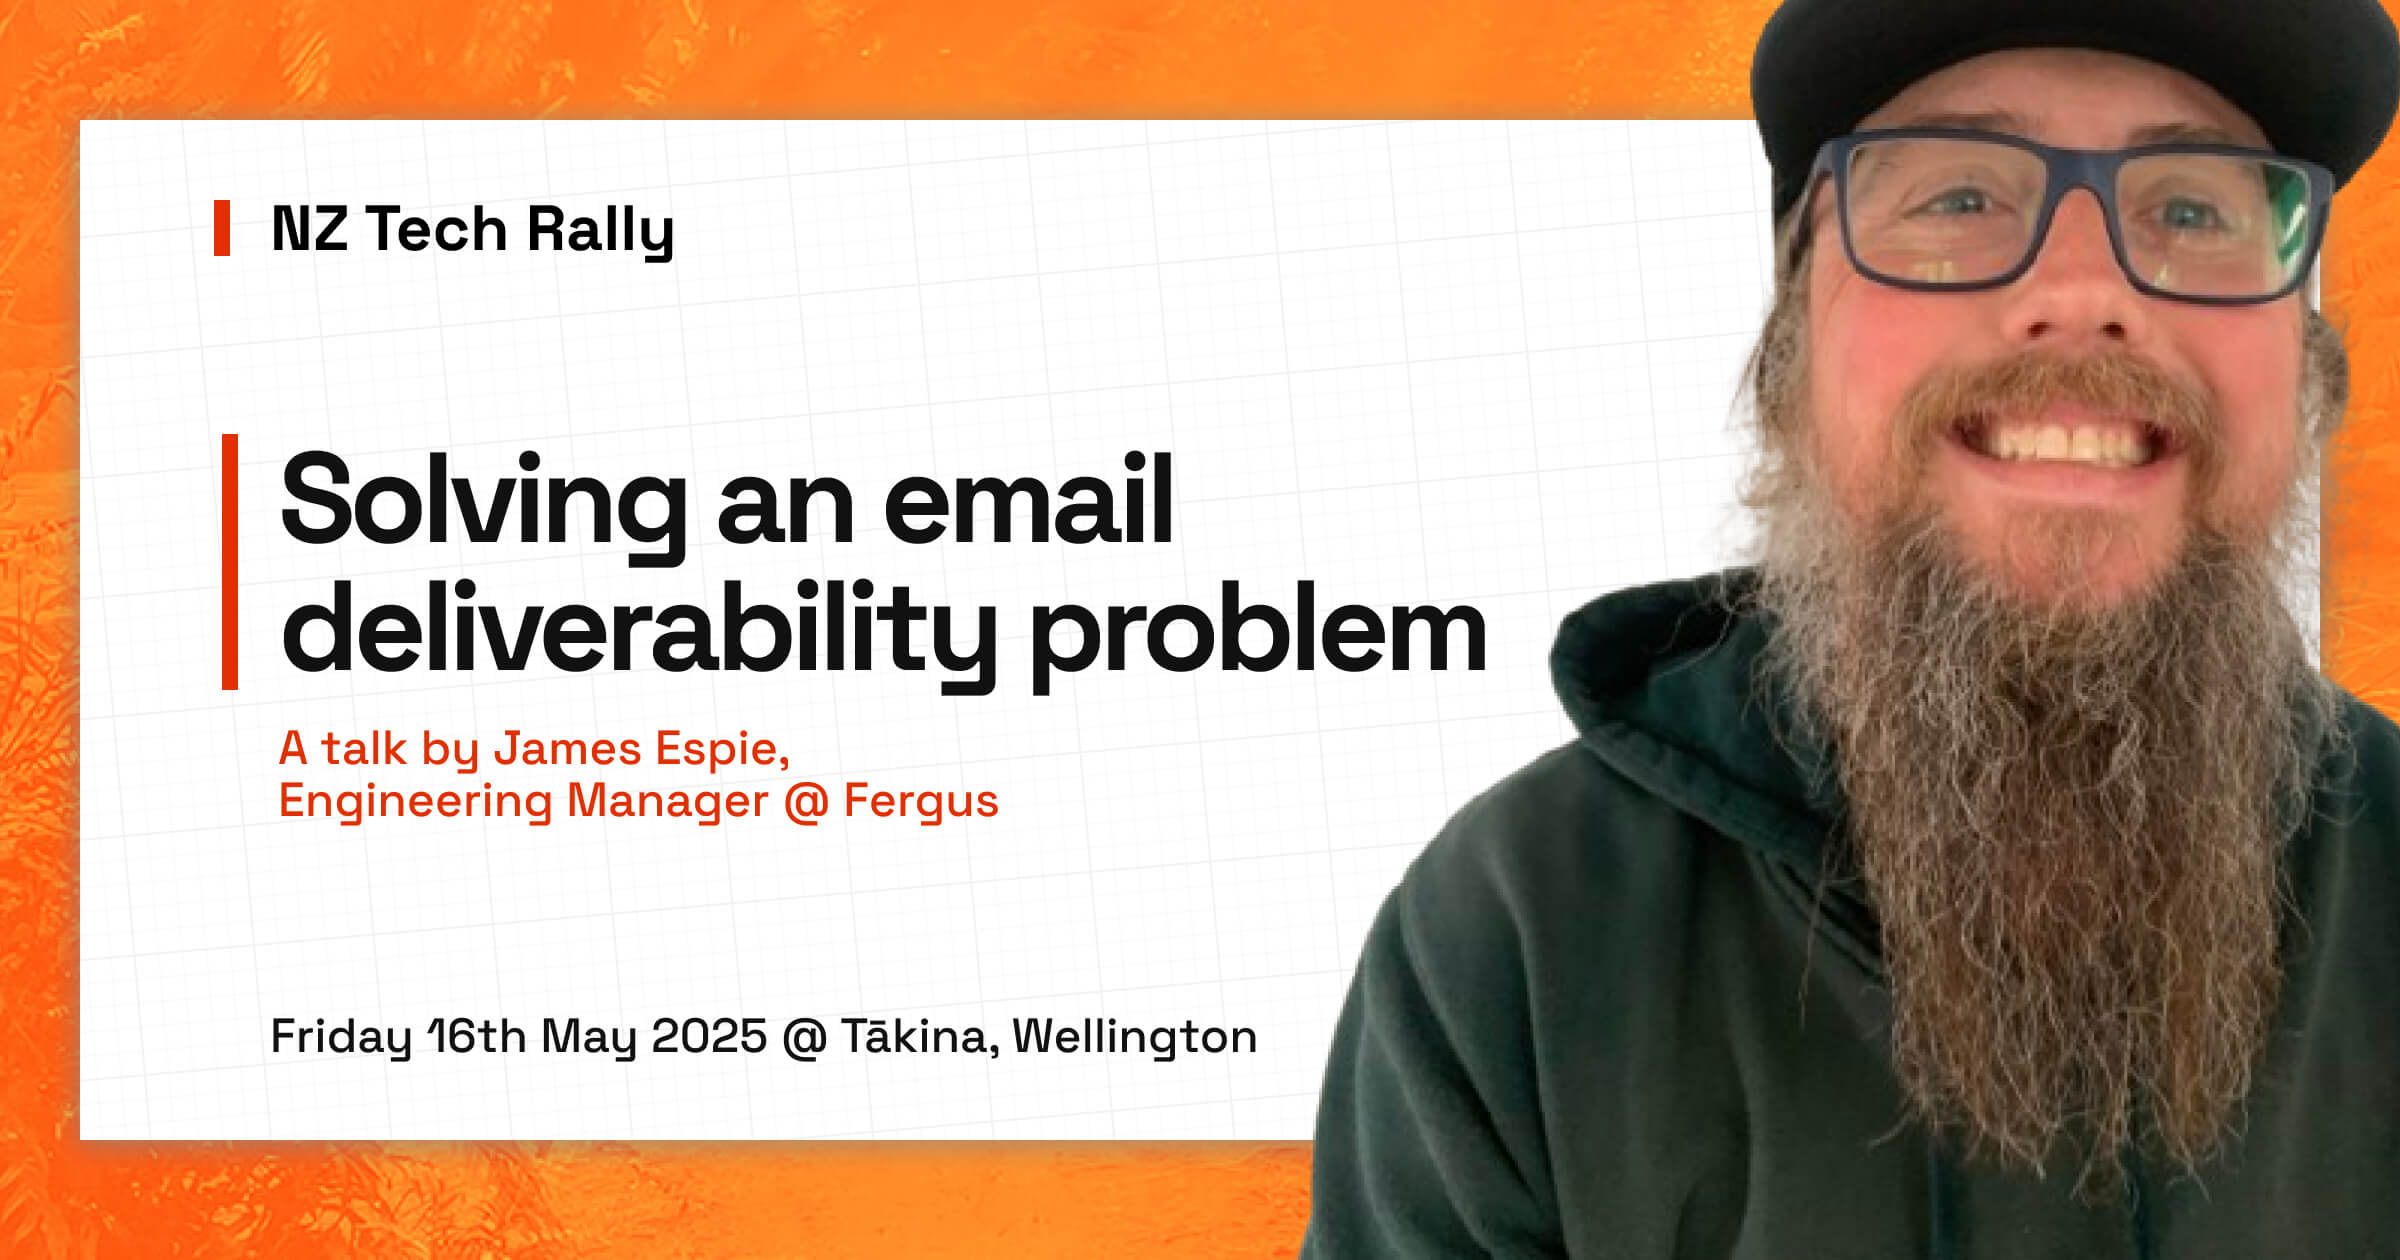 NZ Tech Rally
Solving an email
deliverability problem
A talk by James Espie,
Engineering Manager @ Fergus
Friday 16th May 2025 @ Tākina, Wellington